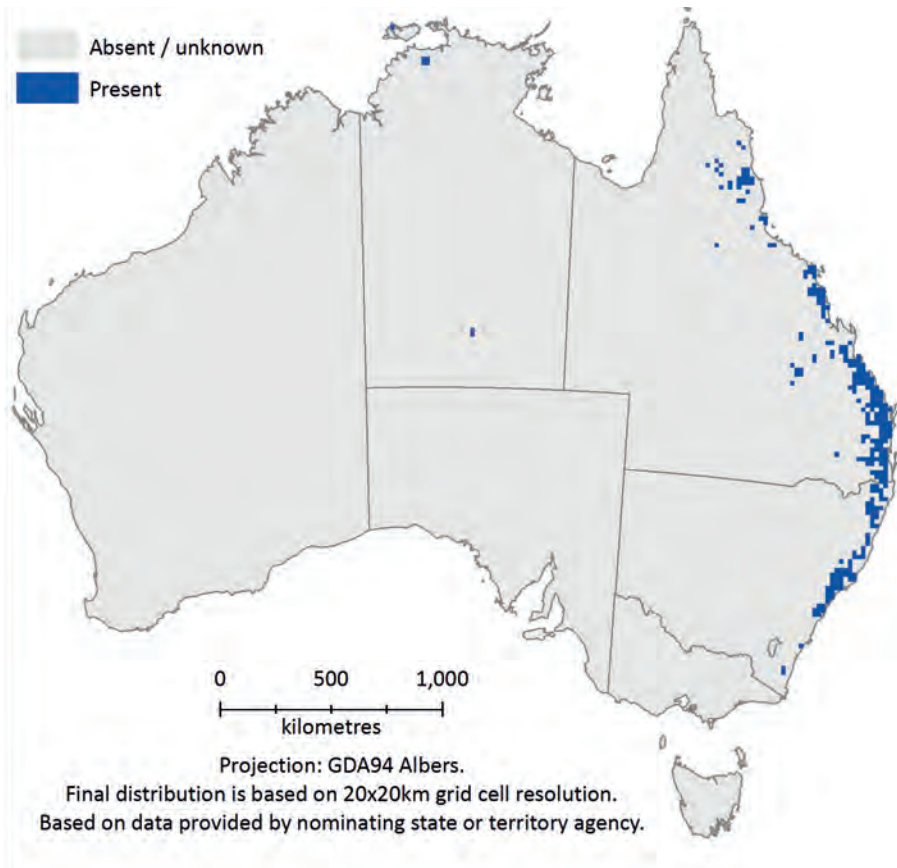 Absent / unknown
Present
0 500 1,000
kilometres
Projection: GDA94 Albers.
Final distribution is based on 20x20km grid cell resolution.
Based on data provided by nominating state or territory agency.